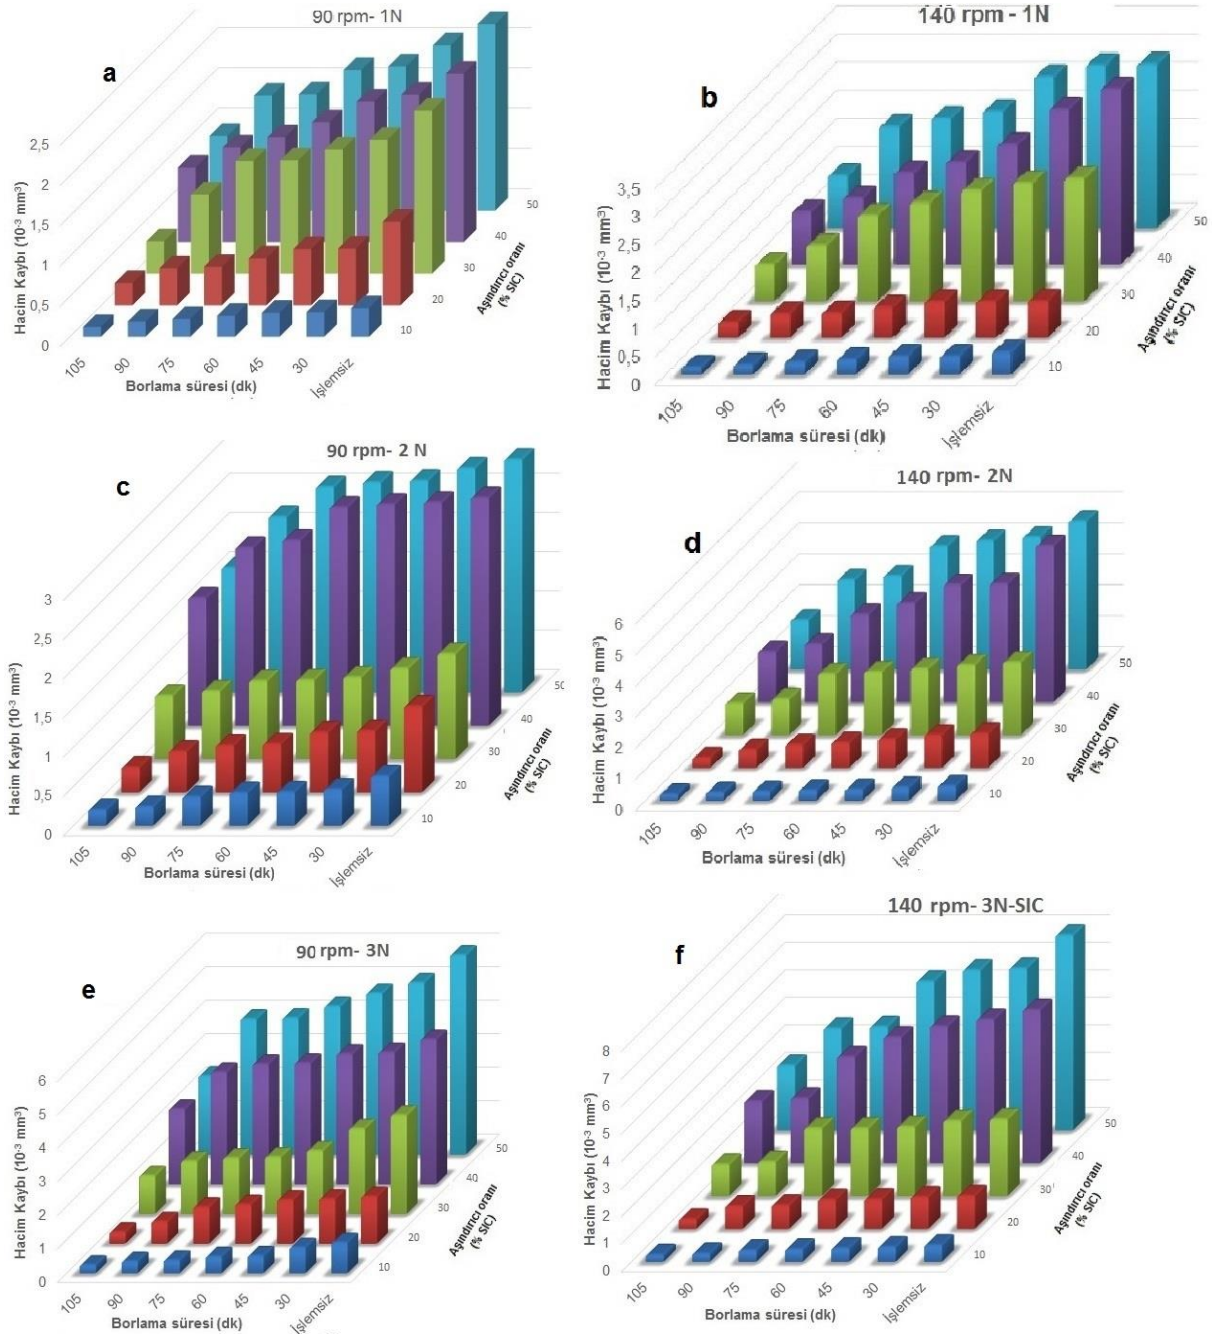 90 rpm- 1N
a
2,5
2
1,5
1
0,5
0
Hacim Kaybı (10-3 mm3)
105
90
75
60
45
30
İşlemsiz
Borlama süresi (dk)
10
20
30
40
50
Aşındırıcı oranı
(% SIC)
140 rpm - 1N
b
3,5
3
2,5
2
1,5
1
0,5
0
Hacim Kaybı (10-3 mm3)
105
90
75
60
45
30
İşlemsiz
Borlama süresi (dk)
10
20
30
40
50
Aşındırıcı oranı
(% SIC)
90 rpm- 2 N
c
3
2,5
2
1,5
1
0,5
0
Hacim Kaybı (10-3 mm3)
105
90
75
60
45
30
İşlemsiz
Borlama süresi (dk)
10
20
30
40
50
Aşındırıcı oranı
(% SIC)
140 rpm- 2N
d
6
5
4
3
2
1
0
Hacim Kaybı (10-3 mm3)
105
90
75
60
45
30
İşlemsiz
Borlama süresi (dk)
10
20
30
40
50
Aşındırıcı oranı
(% SIC)
90 rpm- 3N
e
6
5
4
3
2
1
0
Hacim Kaybı (10-3 mm3)
105
90
75
60
45
30
İşlemsiz
Borlama süresi (dk)
10
20
30
40
50
Aşındırıcı oranı
(% SIC)
140 rpm- 3N-SIC
f
8
7
6
5
4
3
2
1
0
Hacim Kaybı (10-3 mm3)
105
90
75
60
45
30
İşlemsiz
Borlama süresi (dk)
10
20
30
40
50
Aşındırıcı oranı
(% SIC)